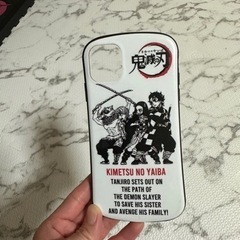 鬼滅の刃
KIMETSU NO YAIBA
TANJIRO SETS OUT ON
THE PATH OF
THE DEMON SLAYER
TO SAVE HIS SISTER
AND AVENGE HIS FAMILY!